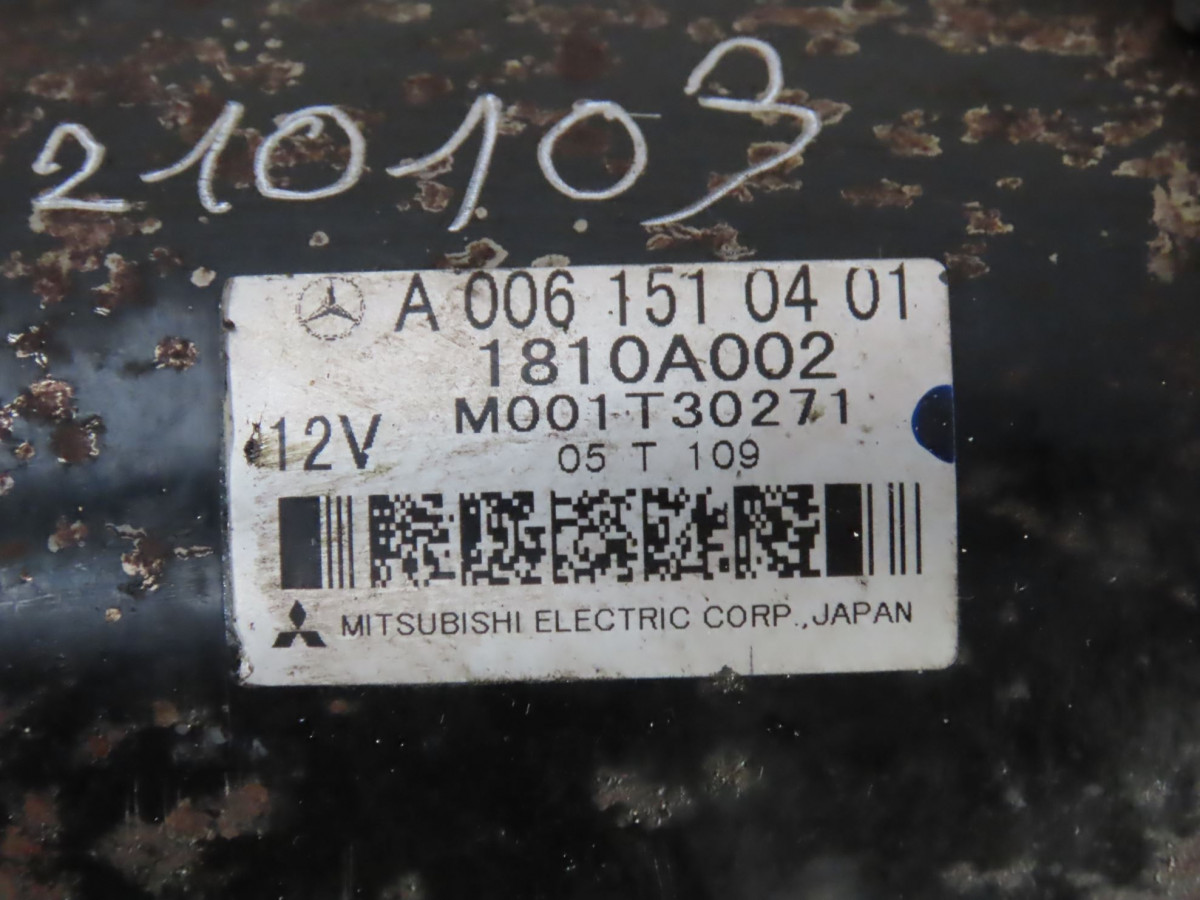 210103
A 006 151 04 01
1810A002
M001T30271
12V
05 T 109
MITSUBISHI ELECTRIC CORP., JAPAN